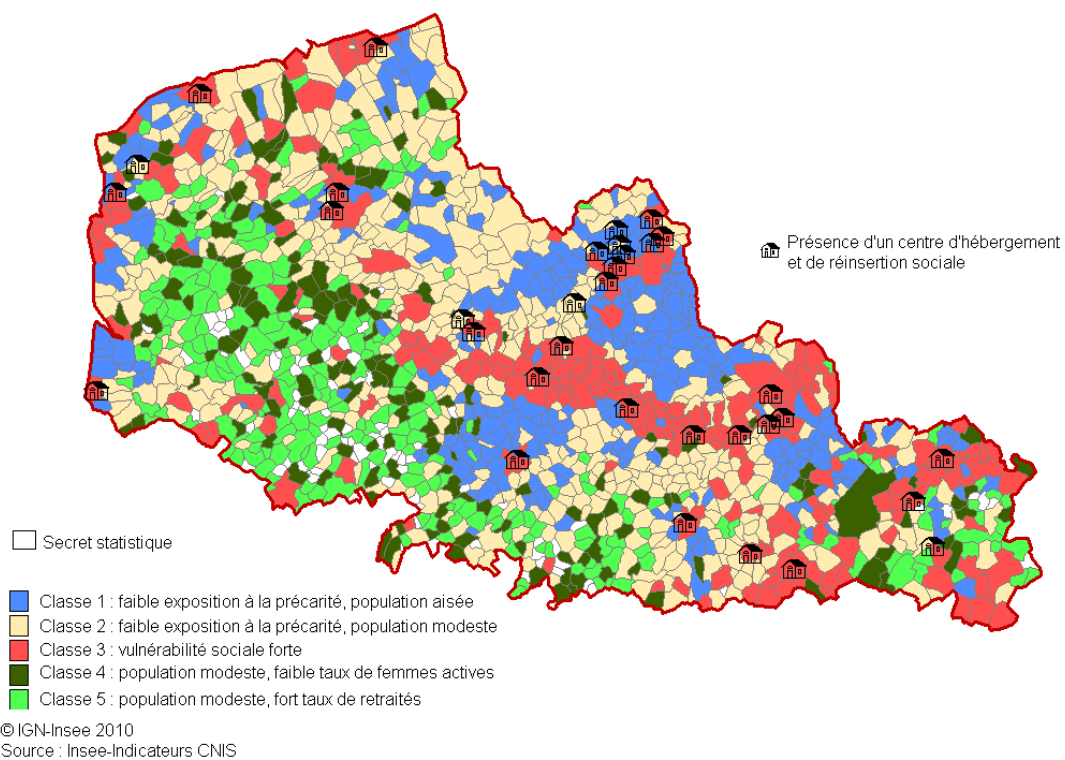 Présence d'un centre d'hébergement
et de réinsertion sociale
Secret statistique
Classe 1 : faible exposition à la précarité, population aisée
Classe 2 : faible exposition à la précarité, population modeste
Classe 3 : vulnérabilité sociale forte
Classe 4 : population modeste, faible taux de femmes actives
Classe 5 : population modeste, fort taux de retraités
© IGN-Insee 2010
Source : Insee-Indicateurs CNIS